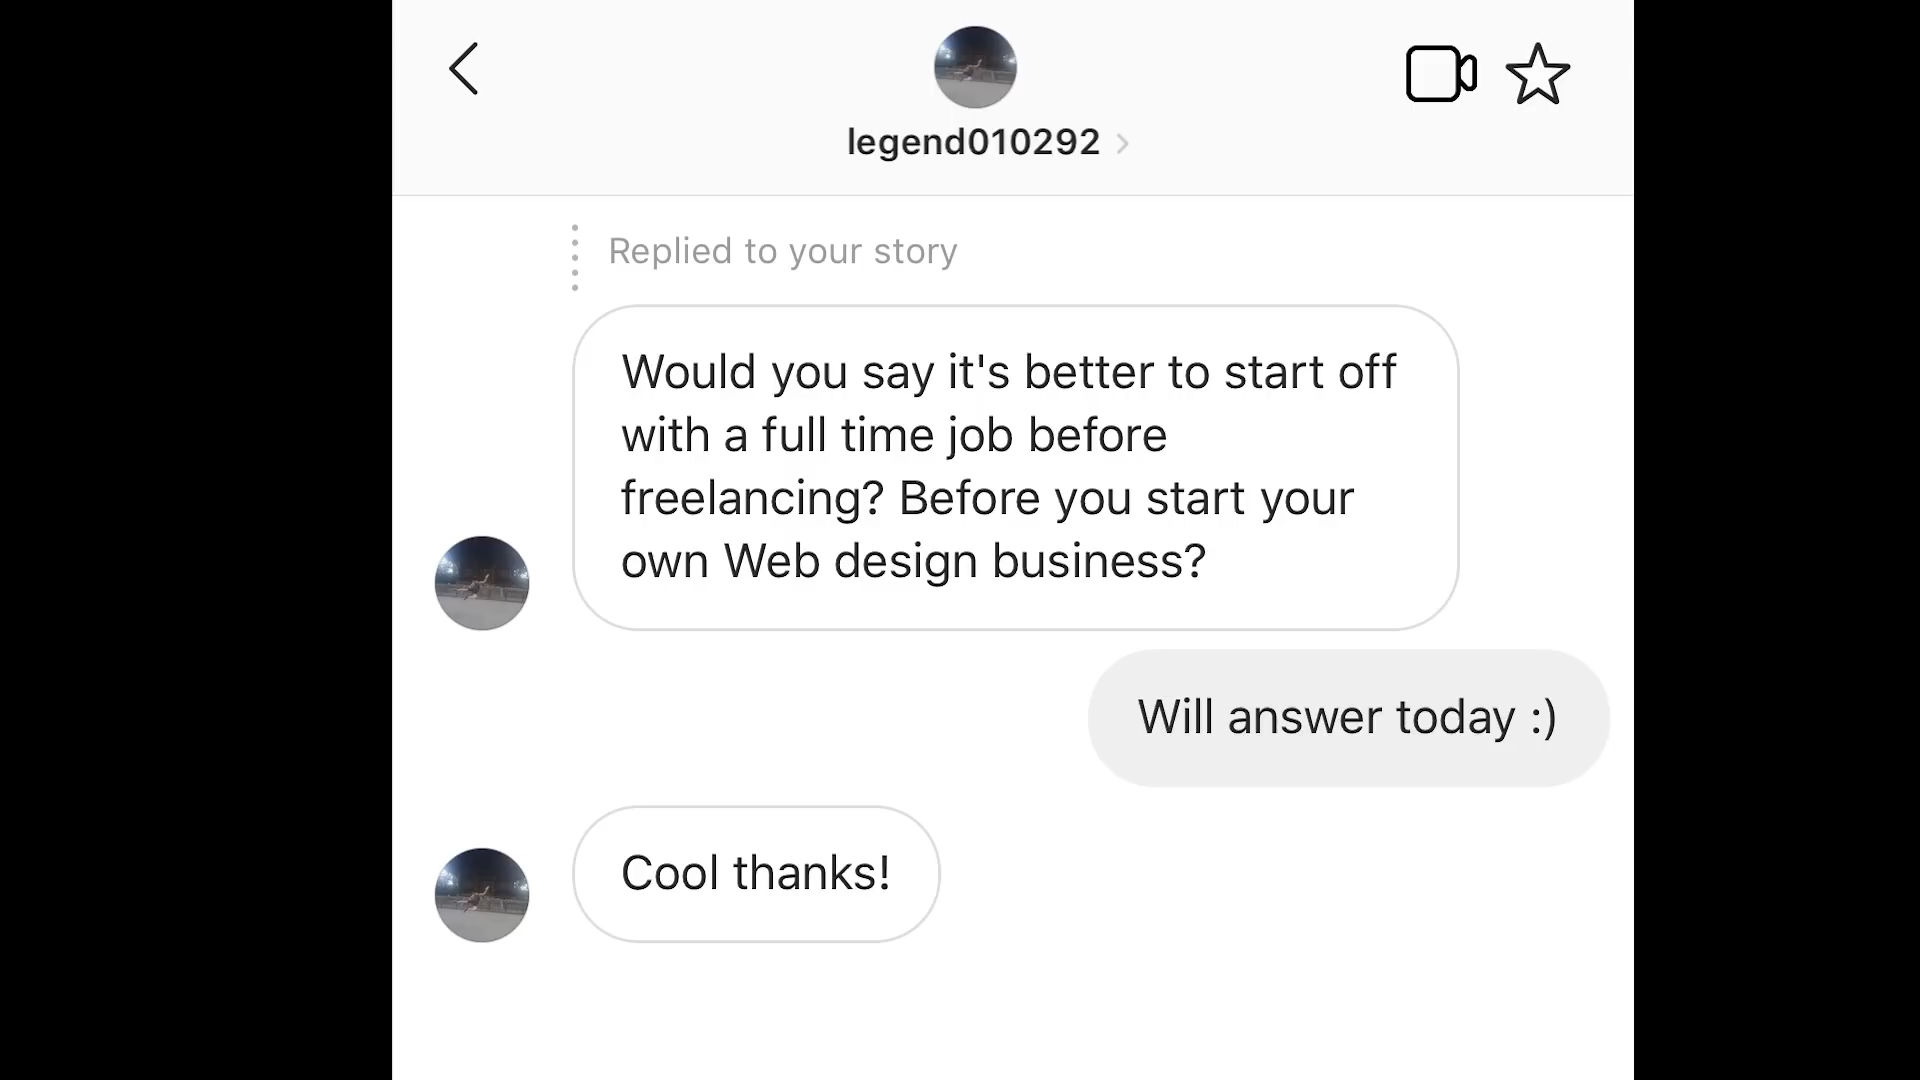 legend010292
Replied to your story
Would you say it's better to start off
with a full time job before
freelancing? Before you start your
own Web design business?
Will answer today :)
Cool thanks!